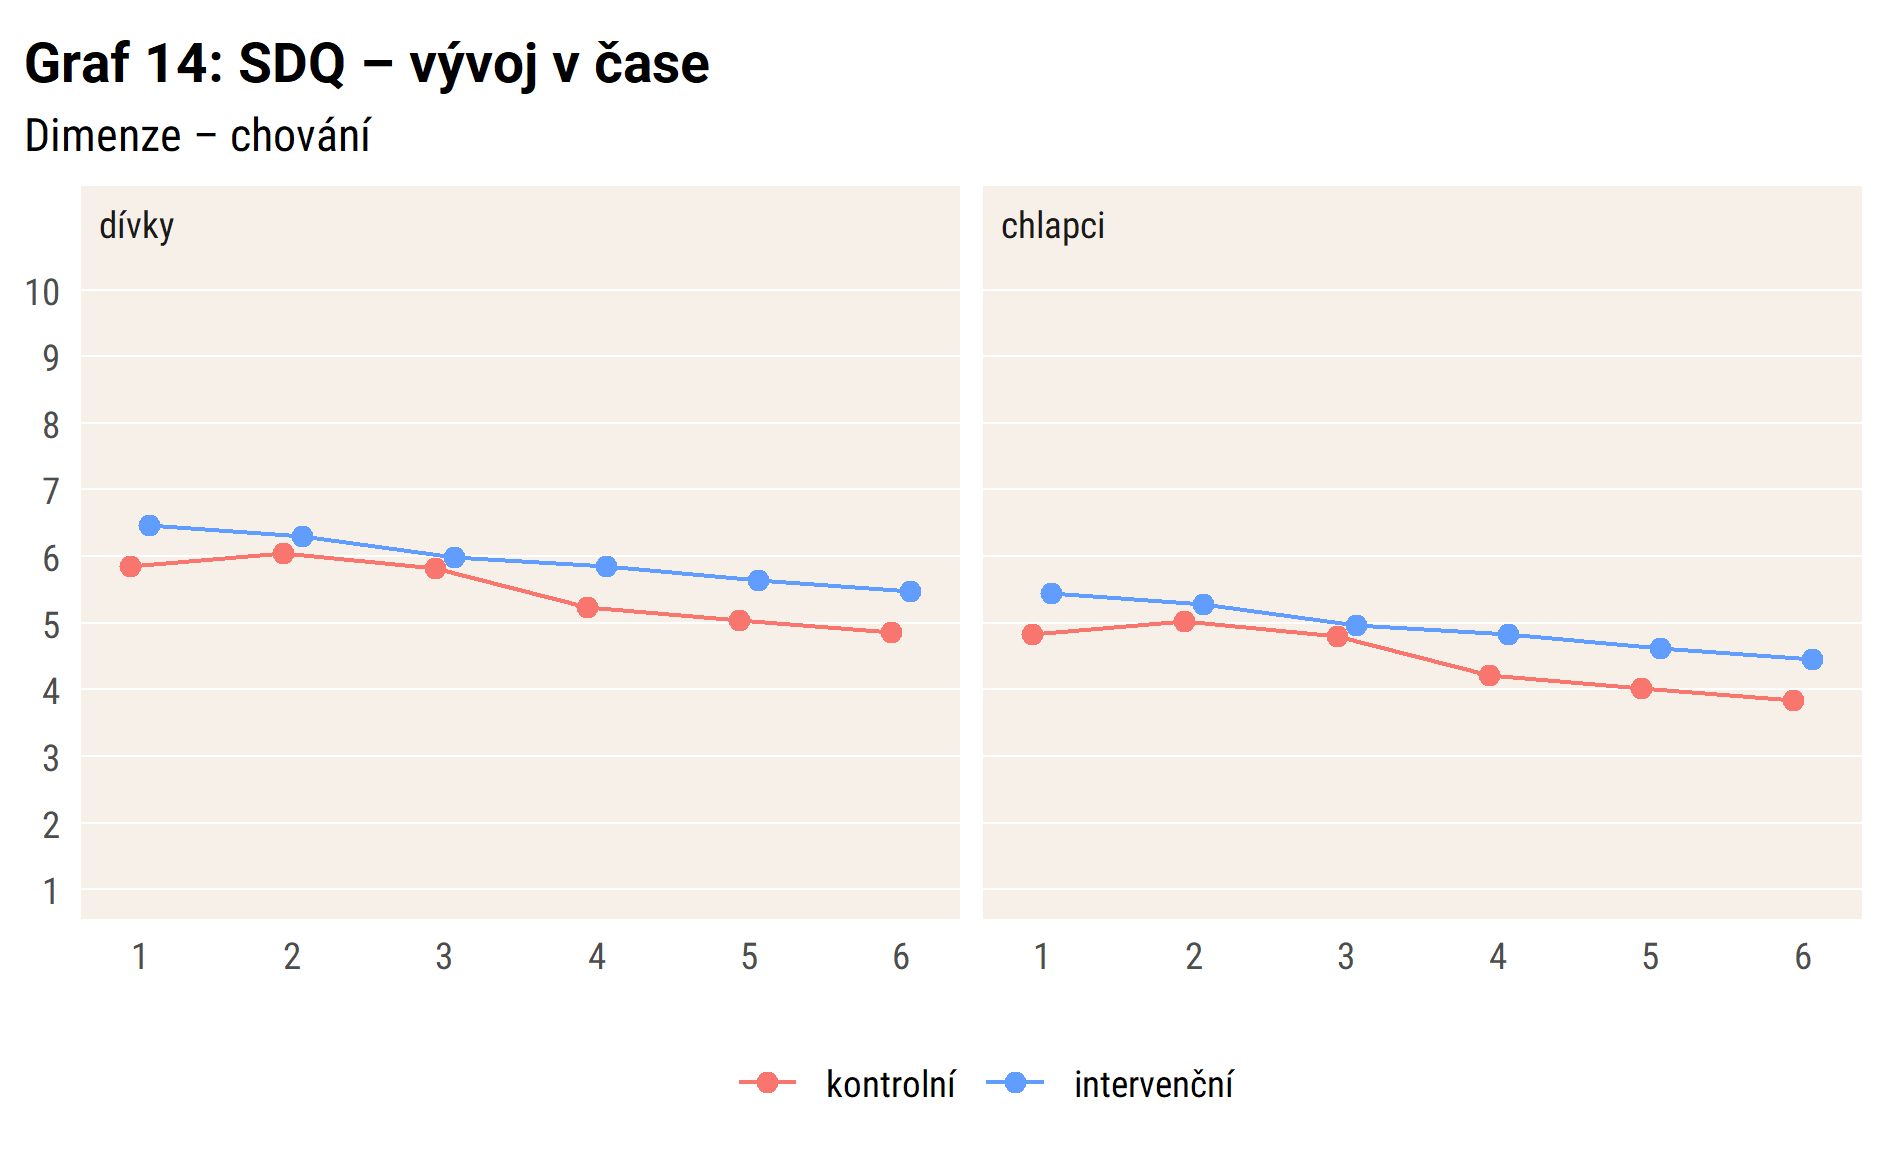 Graf 14: SDQ – vývoj v čase
Dimenze – chování
dívky
chlapci
10
9
8
7
6
5
4
3
2
1
1 2 3 4 5 6
1 2 3 4 5 6
kontrolní intervenční